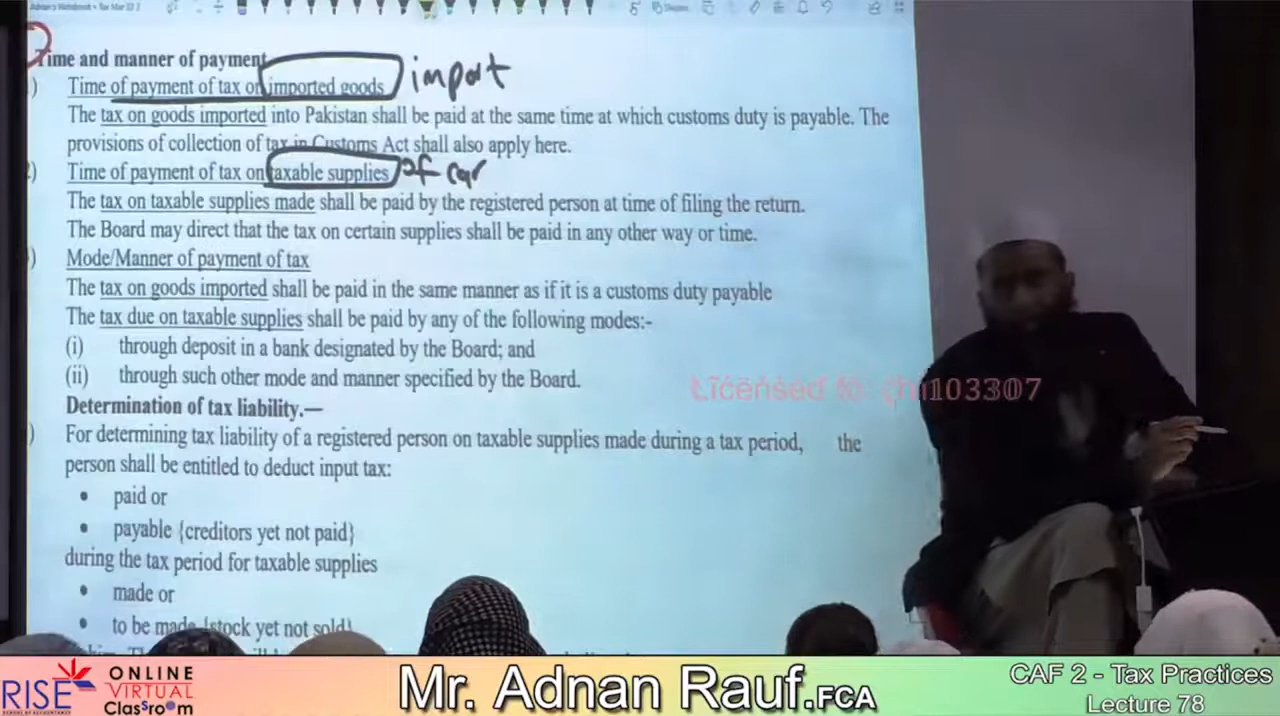 Adnan's Notebook » Tax Mar 22 2
Time and manner of payment
) Time of payment of tax on imported goods import
The tax on goods imported into Pakistan shall be paid at the same time at which customs duty is payable. The
provisions of collection of tax in Customs Act shall also apply here.
) Time of payment of tax on taxable supplies of car
The tax on taxable supplies made shall be paid by the registered person at time of filing the return.
The Board may direct that the tax on certain supplies shall be paid in any other way or time.
) Mode/Manner of payment of tax
The tax on goods imported shall be paid in the same manner as if it is a customs duty payable
The tax due on taxable supplies shall be paid by any of the following modes:-
(i) through deposit in a bank designated by the Board; and
(ii) through such other mode and manner specified by the Board.
Licensed to: chi103307
Determination of tax liability.—
) For determining tax liability of a registered person on taxable supplies made during a tax period, the
person shall be entitled to deduct input tax:
• paid or
• payable {creditors yet not paid}
during the tax period for taxable supplies
• made or
• to be made {stock yet not sold}
RISE ONLINE VIRTUAL Classroom
Mr. Adnan Rauf.FCA
CAF 2 - Tax Practices
Lecture 78